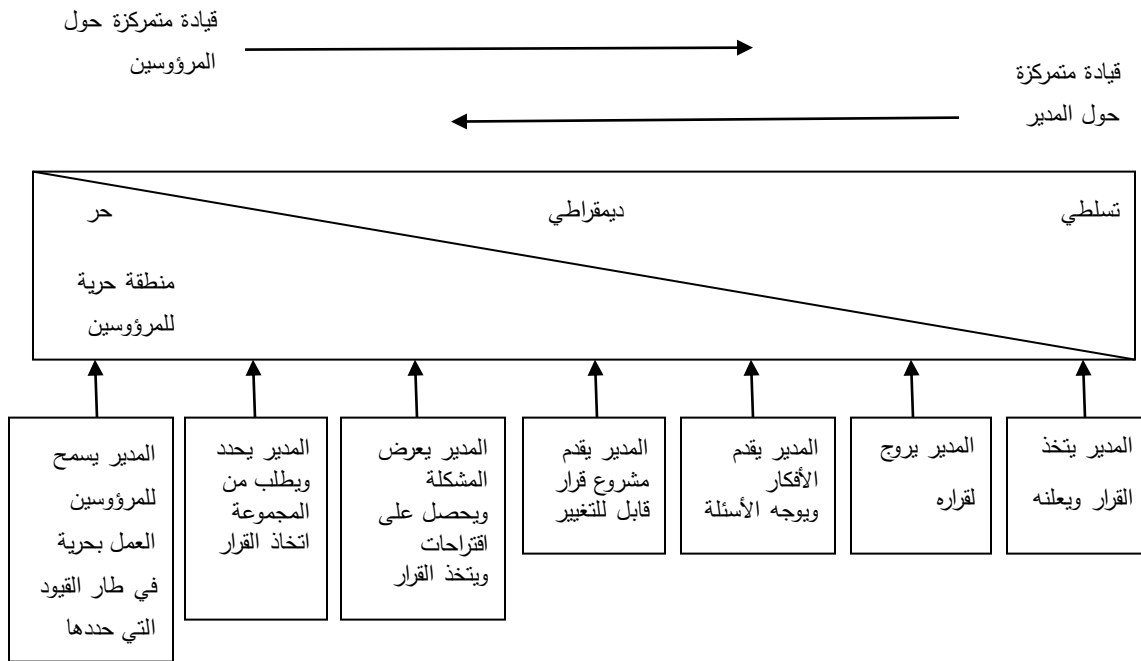 قيادة متمركزة حول
المرؤوسين
قيادة متمركزة
حول المدير
تسلطي
ديمقراطي
حر
منطقة حرية
للمرؤوسين
المدير يتخذ
القرار ويعلنه
المدير يروج
لقراره
المدير يقدم
الأفكار
ويوجه الأسئلة
المدير يقدم
مشروع قرار
قابل للتغيير
المدير يعرض
المشكلة
ويحصل على
اقتراحات
ويتخذ القرار
المدير يحدد
ويطلب من
المجموعة
اتخاذ القرار
المدير يسمح
للمرؤوسين
العمل بحرية
في طار القيود
التي حددها